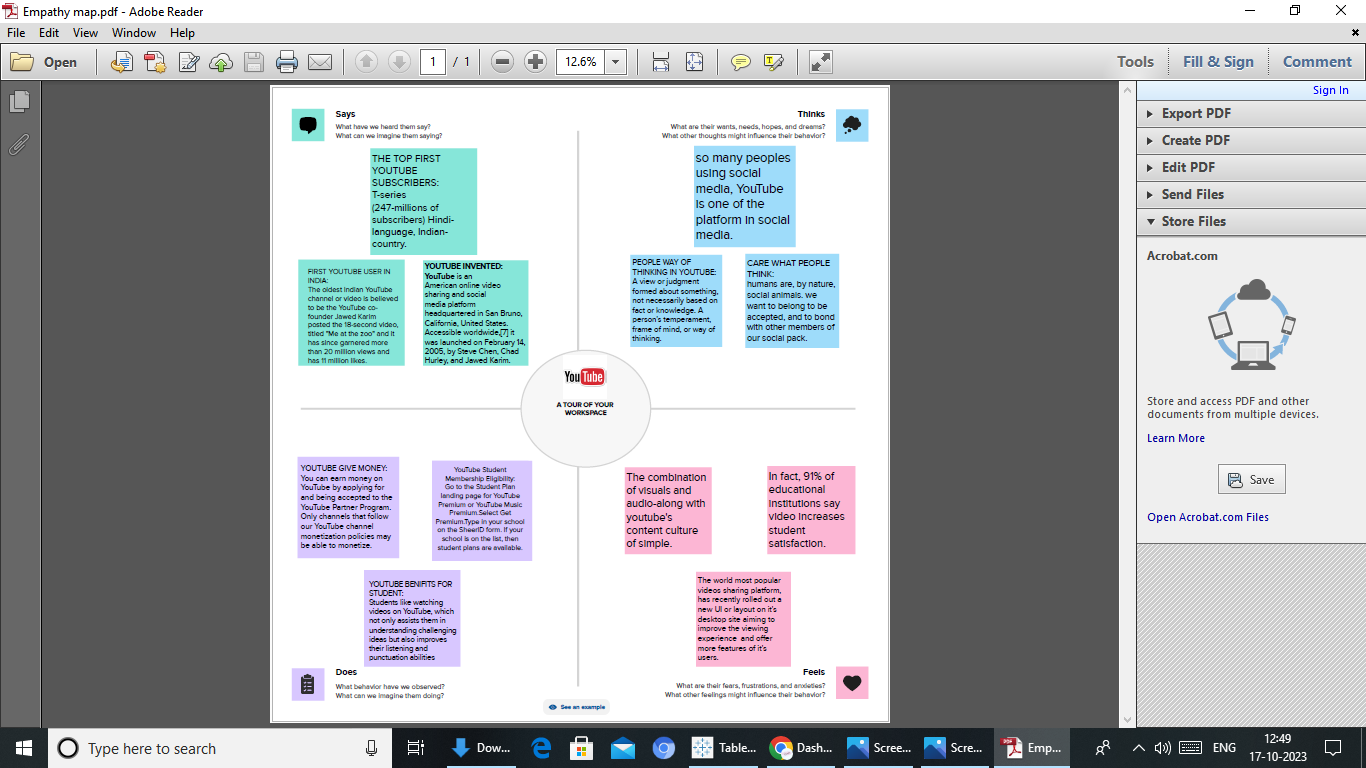 Empathy map.pdf - Adobe Reader
File Edit View Window Help
Open
1 / 1
12.6%
Tools Fill & Sign Comment
Sign In
Export PDF
Create PDF
Edit PDF
Send Files
Store Files
Acrobat.com
Store and access PDF and other
documents from multiple devices.
Learn More
Save
Open Acrobat.com Files
Says
What have we heard them say?
What can we imagine them saying?
THE TOP FIRST
YOUTUBE
SUBSCRIBERS:
T-series
(247-millions of
subscribers) Hindi-
language, Indian-
country.
FIRST YOUTUBE USER IN
INDIA:
The oldest Indian YouTube
channel or video is believed
to be the YouTube co-
founder Jawed Karim
posted the 18-second video,
titled "Me at the zoo" and it
has since garnered more
than 20 million views and
has 11 million likes.
YOUTUBE INVENTED:
YouTube is an
American online video
sharing and social
media platform
headquartered in San Bruno,
California, United States.
Accessible worldwide,[7] it
was launched on February 14,
2005, by Steve Chen, Chad
Hurley, and Jawed Karim.
Thinks
What are their wants, needs, hopes, and dreams?
What other thoughts might influence their behavior?
so many peoples
using social
media, YouTube
is one of the
platform in social
media.
PEOPLE WAY OF
THINKING IN YOUTUBE:
A view or judgment
formed about something,
not necessarily based on
fact or knowledge. A
person's temperament,
frame of mind, or way of
thinking.
CARE WHAT PEOPLE
THINK:
humans are, by nature,
social animals. we
want to belong to be
accepted, and to bond
with other members of
our social pack.
YouTube
A TOUR OF YOUR
WORKSPACE
YOUTUBE GIVE MONEY:
You can earn money on
YouTube by applying for
and being accepted to the
YouTube Partner Program.
Only channels that follow
our YouTube channel
monetization policies may
be able to monetize.
YouTube Student
Membership Eligibility:
Go to the Student Plan
landing page for YouTube
Premium or YouTube Music
Premium.Select Get
Premium.Type in your school
on the SheerID form. If your
school is on the list, then
student plans are available.
YOUTUBE BENIFITS FOR
STUDENT:
Students like watching
videos on YouTube, which
not only assists them in
understanding challenging
ideas but also improves
their listening and
punctuation abilities
Does
What behavior have we observed?
What can we imagine them doing?
The combination
of visuals and
audio-along with
youtube's
content culture
of simple.
In fact, 91% of
educational
institutions say
video increases
student
satisfaction.
The world most popular
videos sharing platform,
has recently rolled out a
new UI or layout on it's
desktop site aiming to
improve the viewing
experience and offer
more features of it's
users.
Feels
What are their fears, frustrations, and anxieties?
What other feelings might influence their behavior?
See an example
Type here to search
Dow...
Table...
Dash...
Scree...
Scre...
Emp...
ENG
12:49
17-10-2023